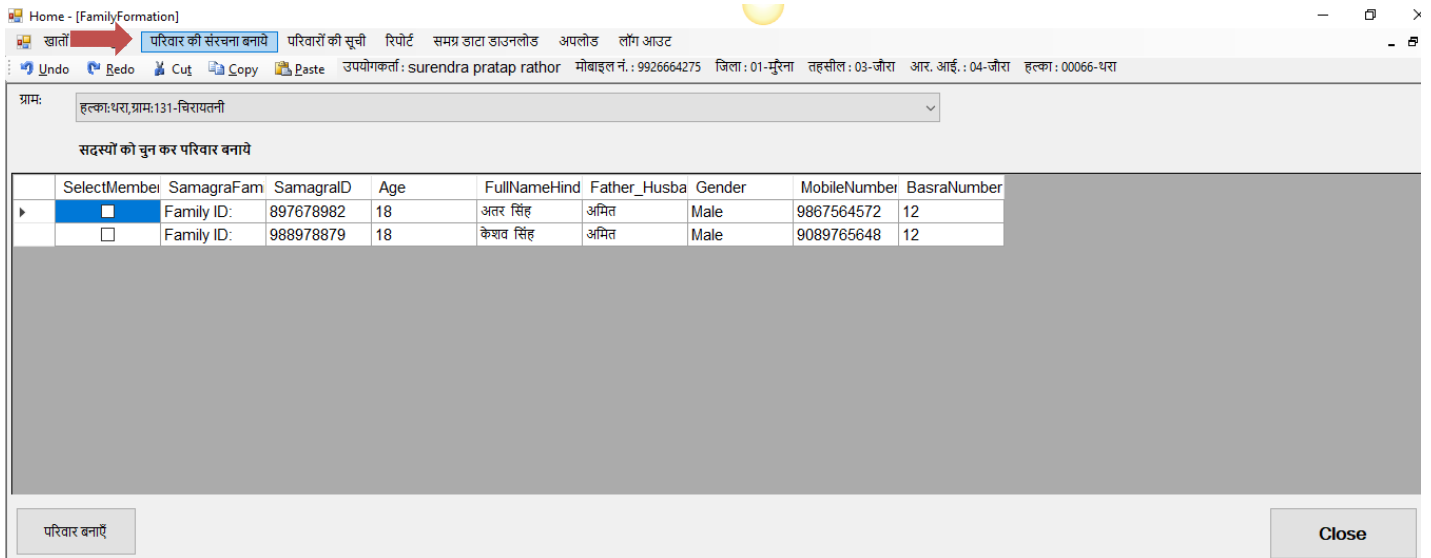 Home - [FamilyFormation]
खातों परिवार की संरचना बनाये परिवारों की सूची रिपोर्ट समग्र डाटा डाउनलोड अपलोड लॉग आउट
Undo Redo Cut Copy Paste उपयोगकर्ता : surendra pratap rathor मोबाइल नं. : 9926664275 जिला : 01-मुरैना तहसील : 03-जौरा आर. आई. : 04-जौरा हल्का : 00066-थरा
ग्राम:
हल्का:थरा,ग्राम:131-चिरायतनी
सदस्यों को चुन कर परिवार बनाये
SelectMember SamagraFam SamagraID Age FullNameHind Father_Husba Gender MobileNumber BasraNumber
Family ID: 897678982 18 अतर सिंह अमित Male 9867564572 12
Family ID: 988978879 18 केशव सिंह अमित Male 9089765648 12
परिवार बनाएँ Close